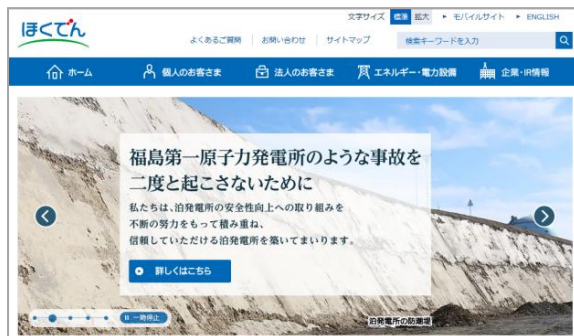 文字サイズ 標準 拡大 モバイルサイト ENGLISH
ほくでん
よくあるご質問 お問い合わせ サイトマップ 検索キーワードを入力
ホーム 個人のお客さま 法人のお客さま エネルギー・電力設備 企業・IR情報
福島第一原子力発電所のような事故を
二度と起こさないために
私たちは、泊発電所の安全性向上への取り組みを
不断の努力をもって積み重ね、
信頼していただける泊発電所を築いてまいります。
詳しくはこちら
一時停止
泊発電所の防潮堤